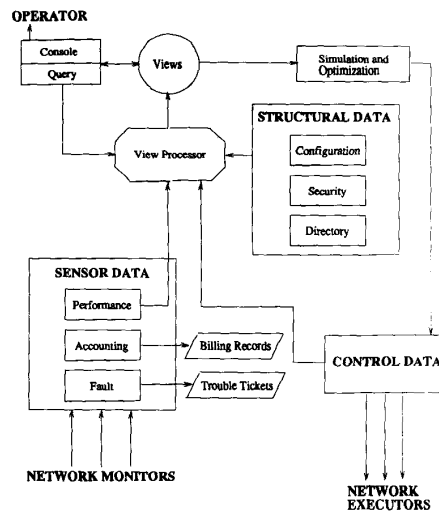 OPERATOR
Console
Query
Views
Simulation and
Optimization
STRUCTURAL DATA
Configuration
Security
Directory
View Processor
SENSOR DATA
Performance
Accounting
Fault
Billing Records
Trouble Tickets
CONTROL DATA
NETWORK MONITORS
NETWORK
EXECUTORS